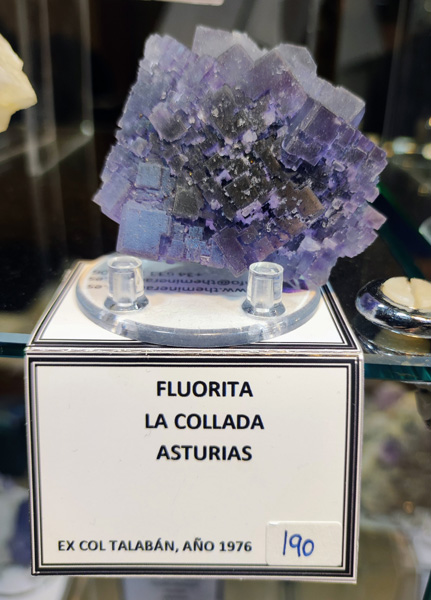 FLUORITA
LA COLLADA
ASTURIAS
EX COL TALABÁN, AÑO 1976
190